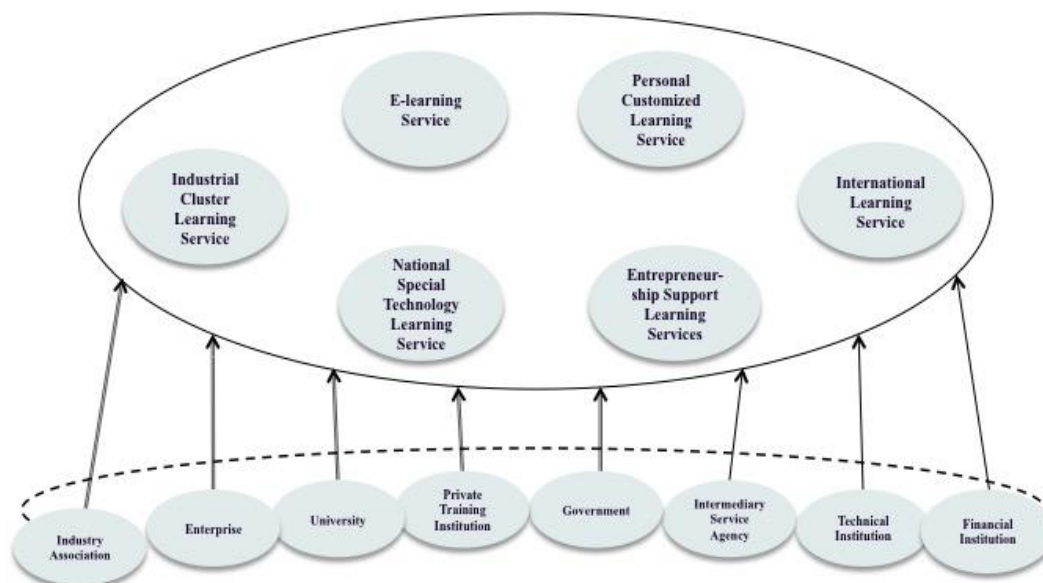 E-learning
Service
Personal
Customized
Learning
Service
Industrial
Cluster
Learning
Service
International
Learning
Service
National
Special
Technology
Learning
Service
Entrepreneur-
ship Support
Learning
Services
Industry
Association
Enterprise
University
Private
Training
Institution
Government
Intermediary
Service
Agency
Technical
Institution
Financial
Institution